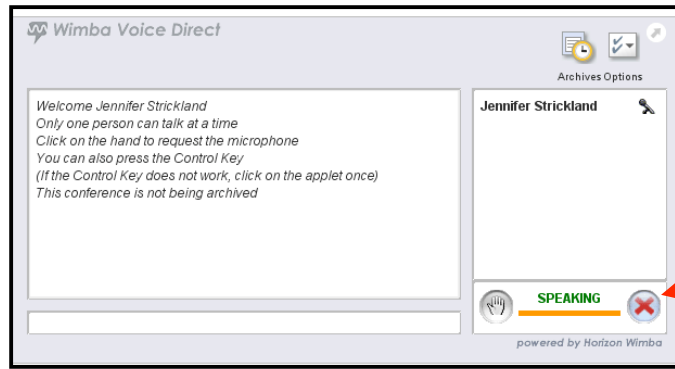 Wimba Voice Direct
Archives Options
Welcome Jennifer Strickland
Only one person can talk at a time
Click on the hand to request the microphone
You can also press the Control Key
(If the Control Key does not work, click on the applet once)
This conference is not being archived
Jennifer Strickland
SPEAKING
powered by Horizon Wimba